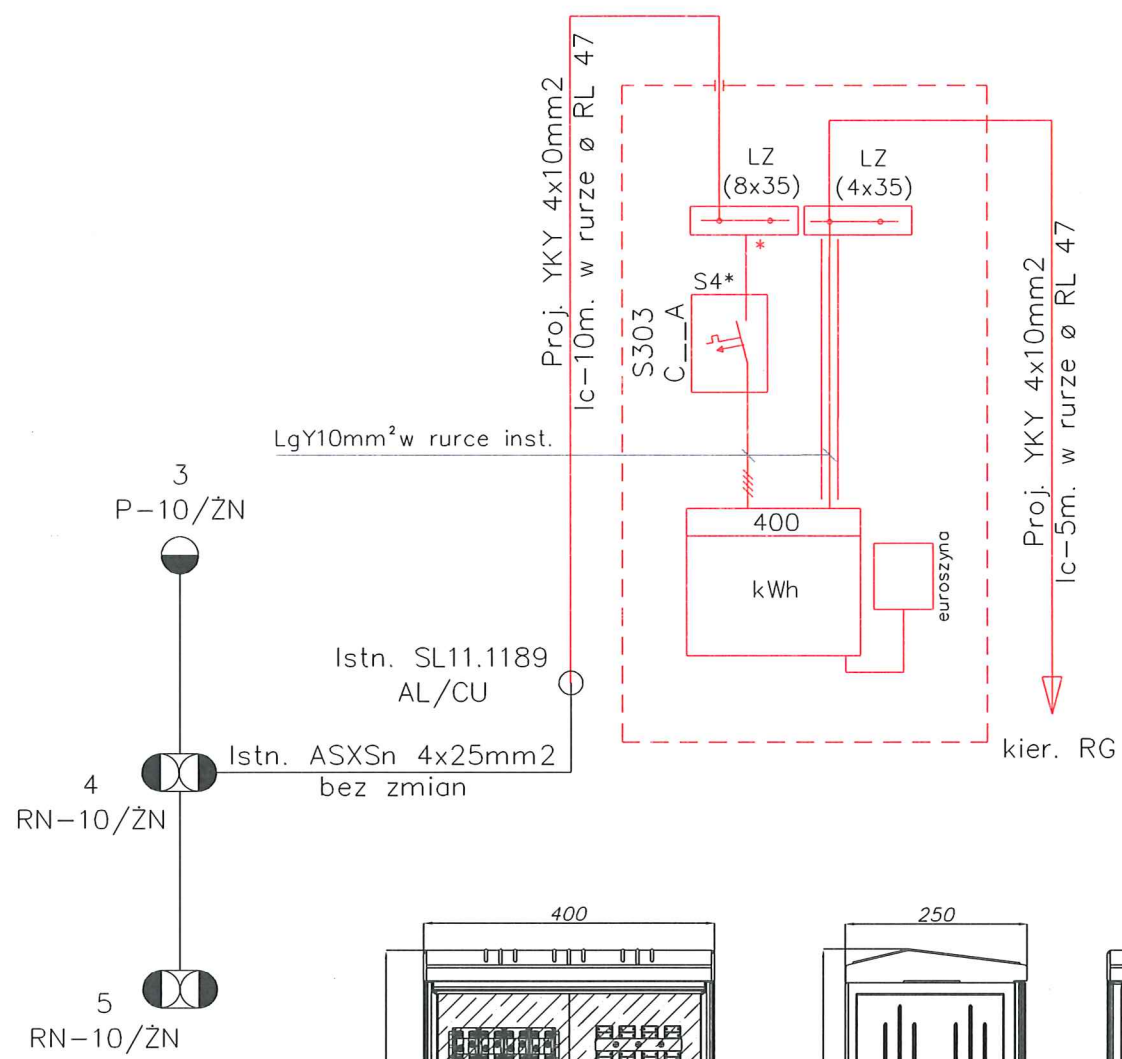 Proj. YKY 4x10mm2
lc-10m. w rurze ø RL 47
LZ
(8x35)
LZ
(4x35)
*
S4*
S303
C__A
LgY10mm²w rurce inst.
400
kWh
euroszyna
Proj. YKY 4x10mm2
lc-5m. w rurze ø RL 47
kier. RG
3
P-10/ŻN
Istn. SL11.1189
AL/CU
Istn. ASXSn 4x25mm2
bez zmian
4
RN-10/ŻN
5
RN-10/ŻN
400
250